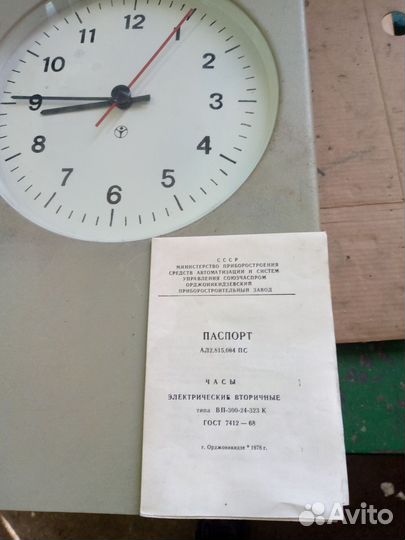 12
1
2
3
4
5
6
7
8
9
10
11
СССР
МИНИСТЕРСТВО ПРИБОРОСТРОЕНИЯ
СРЕДСТВ АВТОМАТИЗАЦИИ И СИСТЕМ
УПРАВЛЕНИЯ СОЮЗЧАСПРОМ
ОРДЖОНИКИДЗЕВСКИЙ
ПРИБОРОСТРОИТЕЛЬНЫЙ ЗАВОД
ПАСПОРТ
АЛ2.815.064 ПС
ЧАСЫ
ЭЛЕКТРИЧЕСКИЕ ВТОРИЧНЫЕ
типа ВП-300-24-323 К
ГОСТ 7412—68
г. Орджоникидзе * 1978 г.
Avito